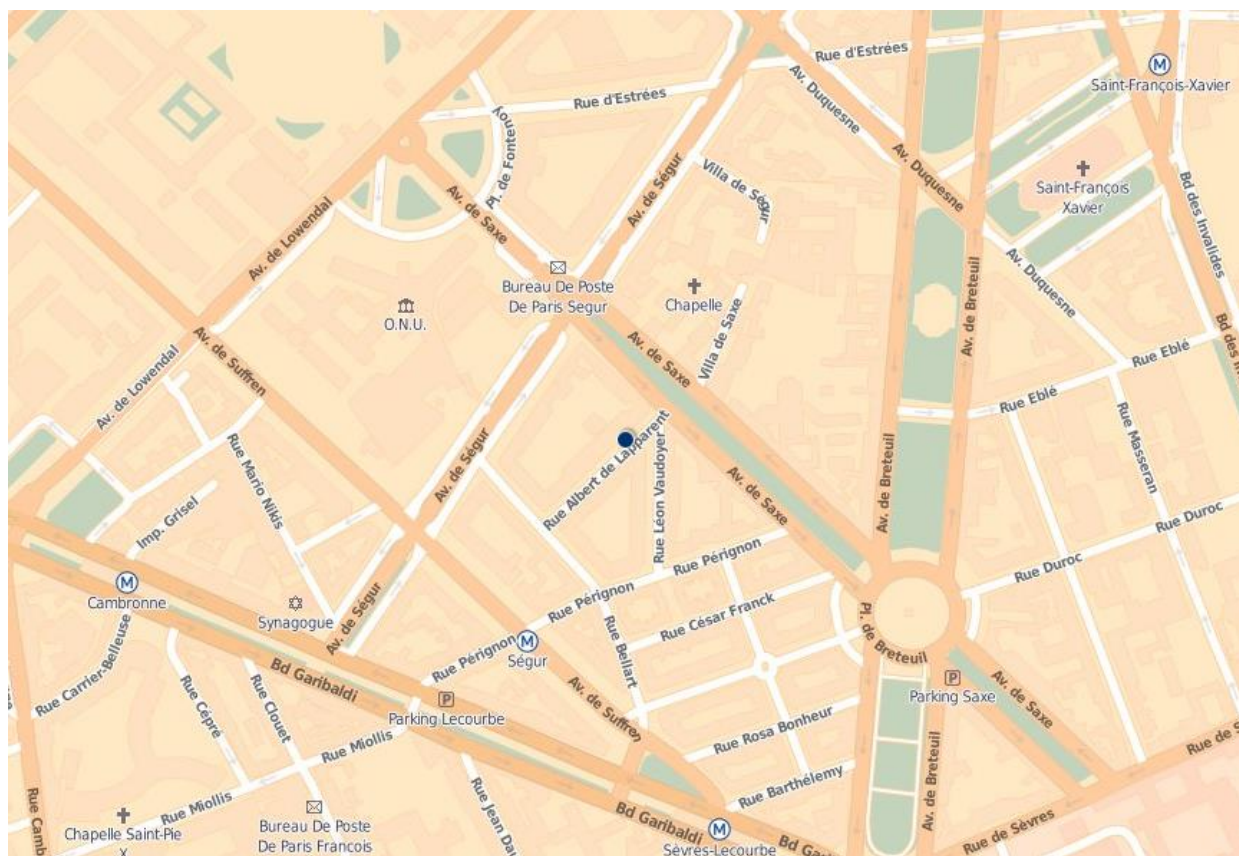 Rue d'Estrées
Saint-François-Xavier
Av. Duquesne
Rue d'Estrées
Pl. de Fontenoy
Av. Duquesne
Villa de Ségur
Saint-François
Xavier
Av. de Ségur
Av. de Saxe
Av. de Lowendal
Bd des Invalides
Av. de Breteuil
Av. Duquesne
Bureau De Poste
De Paris Segur
Chapelle
O.N.U.
Villa de Saxe
Av. de Saxe
Rue Eblé
Av. de Suffren
Av. de Lowendal
Rue Eblé
Rue Masseran
Rue Albert de Lapparent
Rue Léon Vaudoyer
Av. de Ségur
Av. de Breteuil
Av. de Saxe
Rue Mario Nikis
Imp. Grisel
Rue Duroc
Rue Duroc
Rue Pérignon
Cambronne
Synagogue
Av. de Ségur
Rue Pérignon
Rue César Franck
Pl. de Breteuil
Rue Pérignon
Ségur
Rue Bellart
Rue Carrier-Belleuse
Bd Garibaldi
P
Parking Saxe
Av. de Saxe
Rue Cépré
Rue Clouet
P
Parking Lecourbe
Av. de Suffren
Rue Miollis
Rue Rosa Bonheur
Av. de Breteuil
Rue Barthélemy
Rue Miollis
Chapelle Saint-Pie
X
Bureau De Poste
De Paris François
Bd Garibaldi
Sèvres-Lecourbe
Rue de Sèvres
M
M
M
M